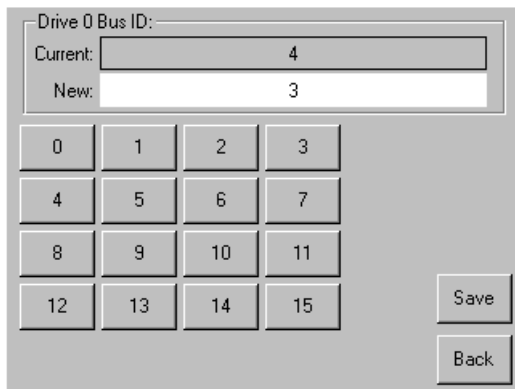 Drive 0 Bus ID:
Current: 4
New: 3
0 1 2 3
4 5 6 7
8 9 10 11
12 13 14 15
Save
Back